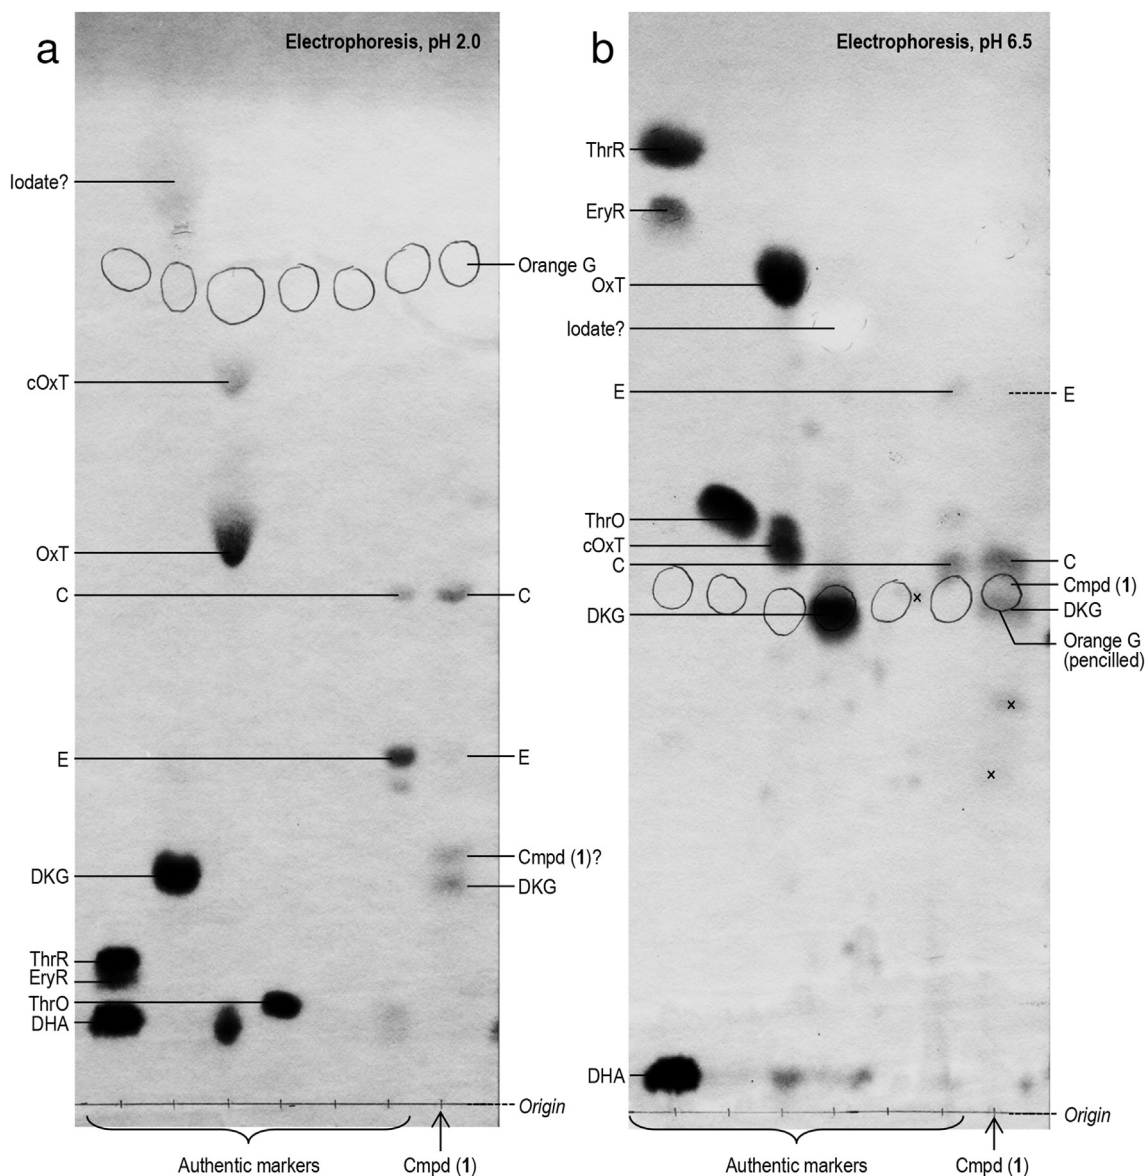 a
Electrophoresis, pH 2.0
Iodate?
Orange G
cOxT
OxT
C
C
E
E
Cmpd (1)?
DKG
DKG
ThrR
EryR
ThrO
DHA
Origin
Authentic markers
Cmpd (1)
b
Electrophoresis, pH 6.5
ThrR
EryR
OxT
Iodate?
E
E
ThrO
cOxT
C
C
Cmpd (1)
DKG
DKG
Orange G
(pencilled)
x
x
x
DHA
Origin
Authentic markers
Cmpd (1)